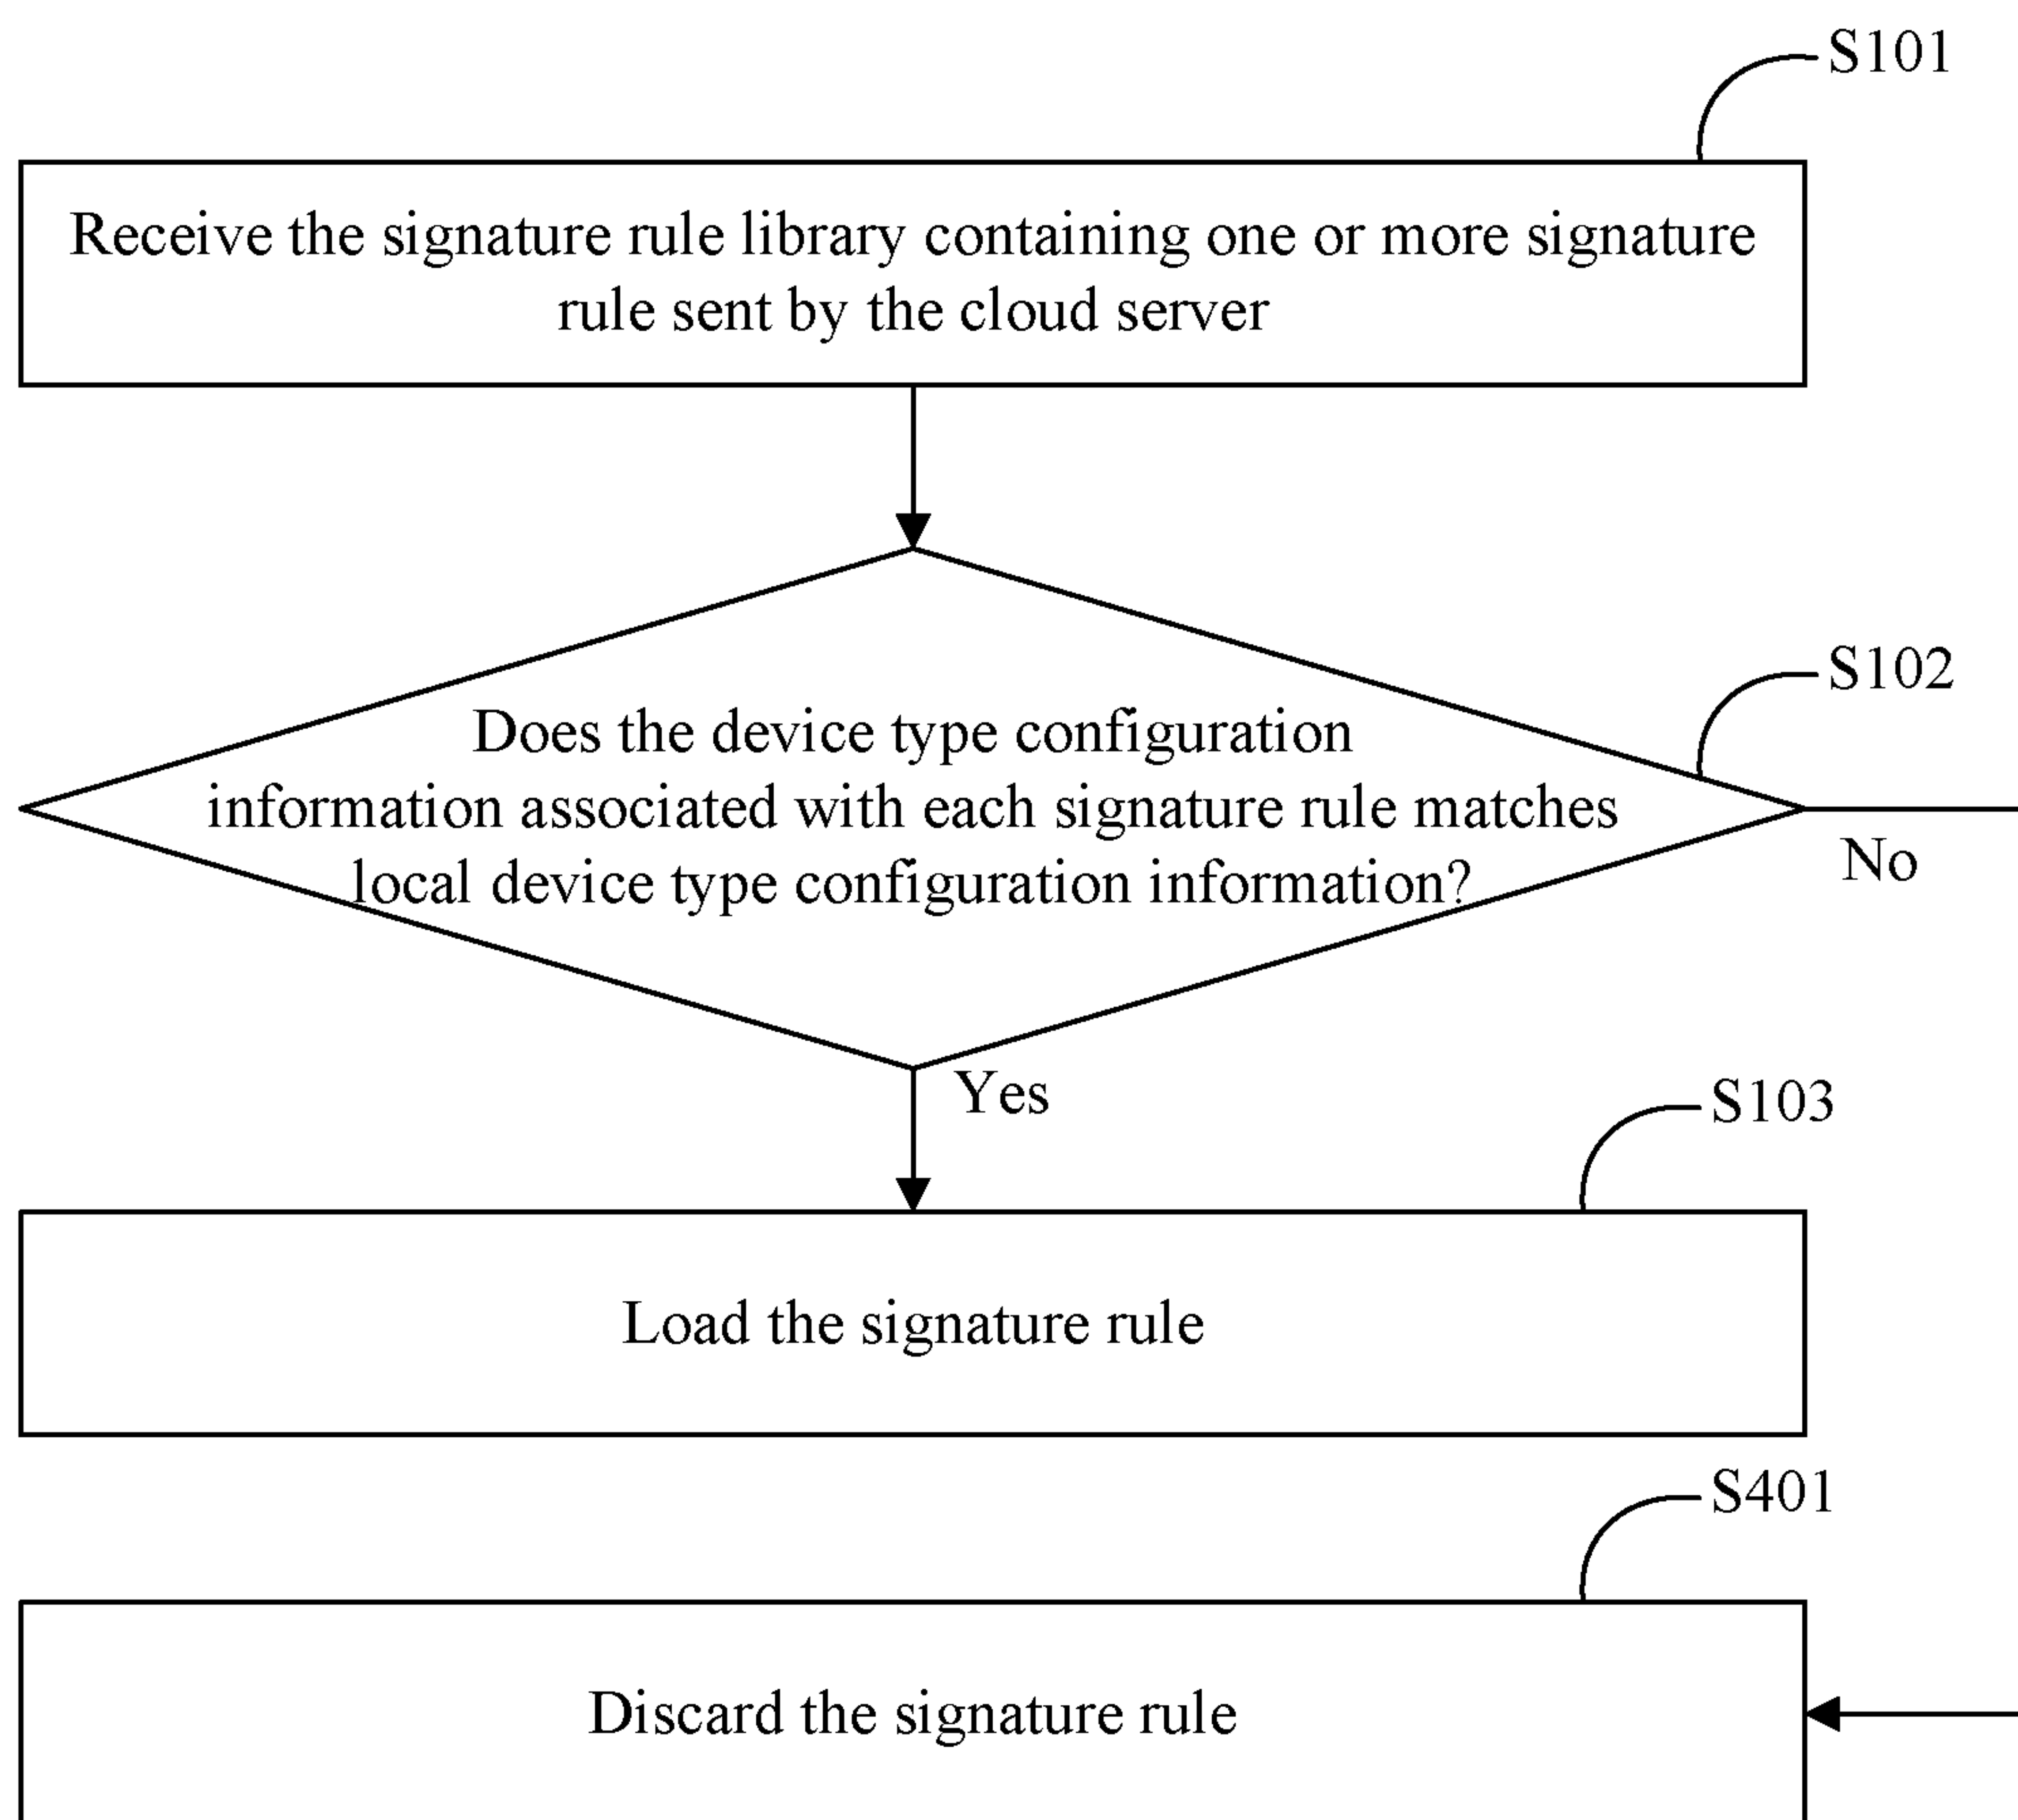 S101
Receive the signature rule library containing one or more signature
rule sent by the cloud server
S102
Does the device type configuration
information associated with each signature rule matches
local device type configuration information?
No
Yes
S103
Load the signature rule
S401
Discard the signature rule